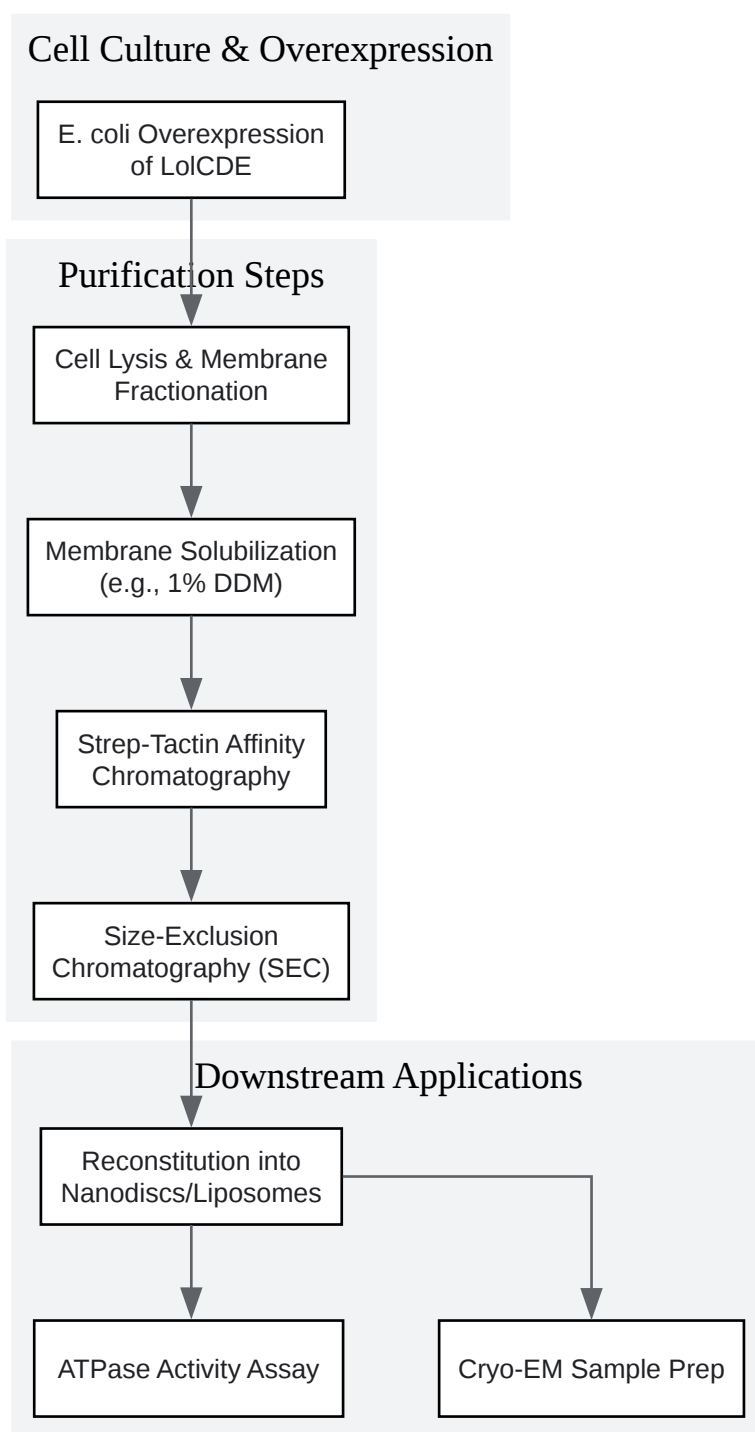 Cell Culture & Overexpression
E. coli Overexpression
of LolCDE
Purification Steps
Cell Lysis & Membrane
Fractionation
Membrane Solubilization
(e.g., 1% DDM)
Strep-Tactin Affinity
Chromatography
Size-Exclusion
Chromatography (SEC)
Downstream Applications
Reconstitution into
Nanodiscs/Liposomes
ATPase Activity Assay
Cryo-EM Sample Prep